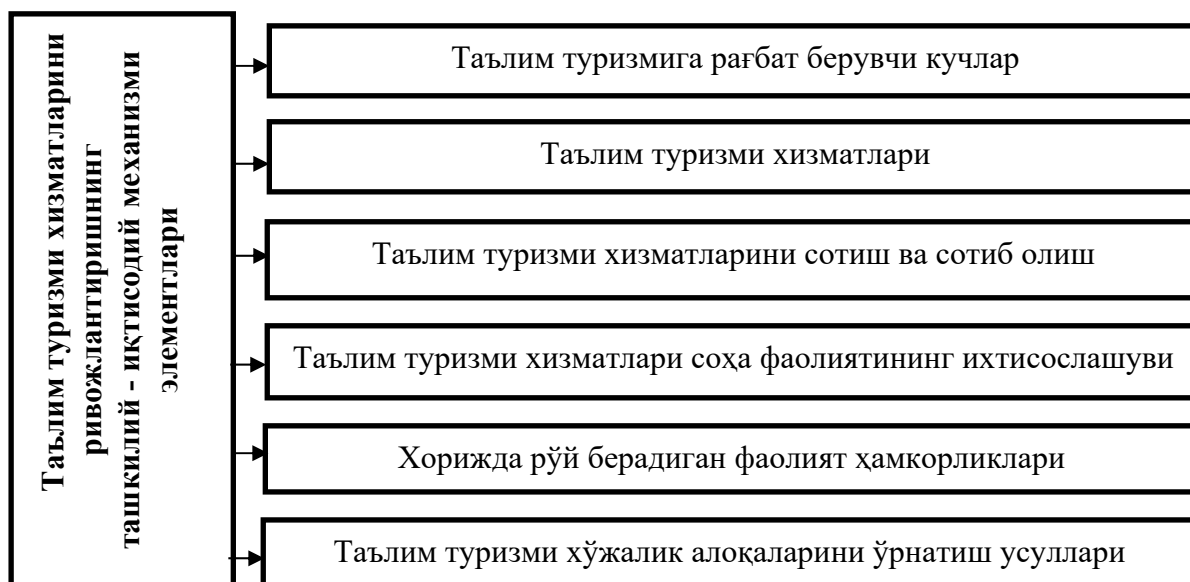 Таълим туризми хизматларини
ривожлантиришнинг
ташкилий - иқтисодий механизми
элементлари
Таълим туризмига рағбат берувчи кучлар
Таълим туризми хизматлари
Таълим туризми хизматларини сотиш ва сотиб олиш
Таълим туризми хизматлари соҳа фаолиятининг ихтисослашуви
Хорижда рўй берадиган фаолият ҳамкорликлари
Таълим туризми хўжалик алоқаларини ўрнатиш усуллари